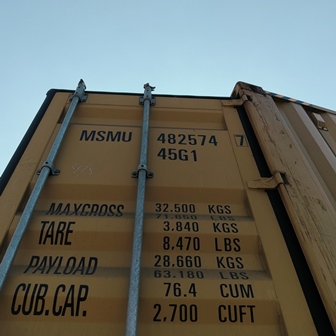 MSMU 482574 7
45G1
MAXGROSS 32.500 KGS
71.650 LBS
TARE 3.840 KGS
8,470 LBS
PAYLOAD 28.660 KGS
63.180 LBS
CUB.CAP. 76.4 CUM
2.700 CUFT